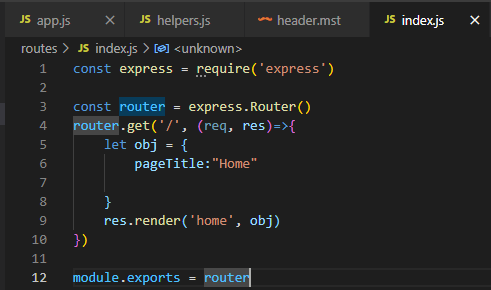 JS app.js JS helpers.js header.mst JS index.js ×
routes > JS index.js > <unknown>
1 const express = require('express')
2
3 const router = express.Router()
4 router.get('/', (req, res)=>{
5 let obj = {
6 pageTitle:"Home"
7
8 }
9 res.render('home', obj)
10 })
11
12 module.exports = router